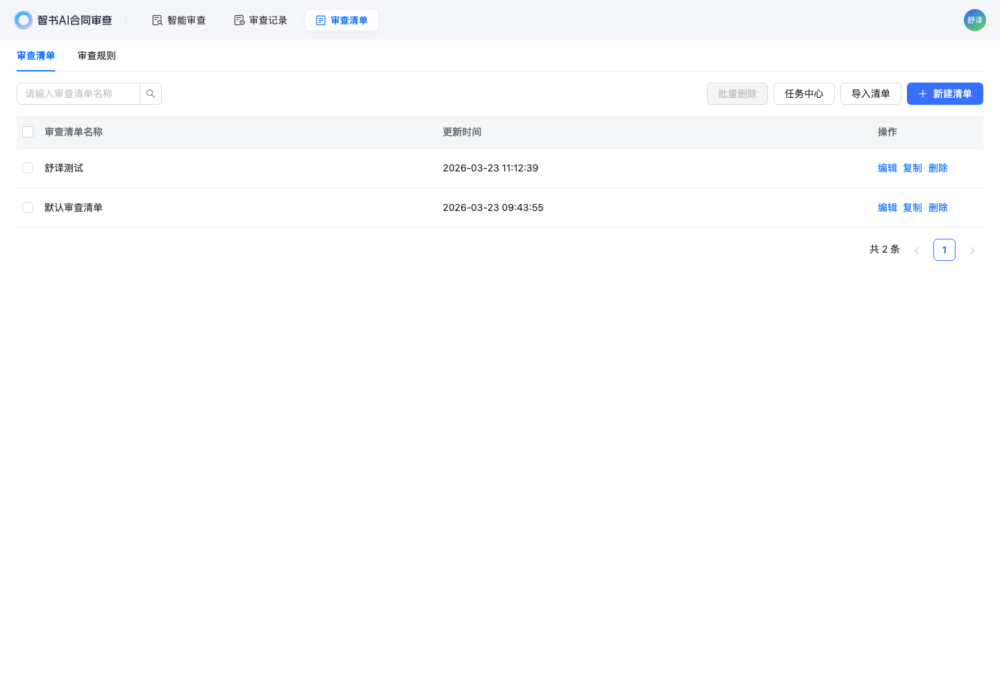 智书AI合同审查 智能审查 审查记录 审查清单 舒译
审查清单 审查规则
请输入审查清单名称 批量删除 任务中心 导入清单 新建清单
审查清单名称 更新时间 操作
舒译测试 2026-03-23 11:12:39 编辑 复制 删除
默认审查清单 2026-03-23 09:43:55 编辑 复制 删除
共 2 条 1